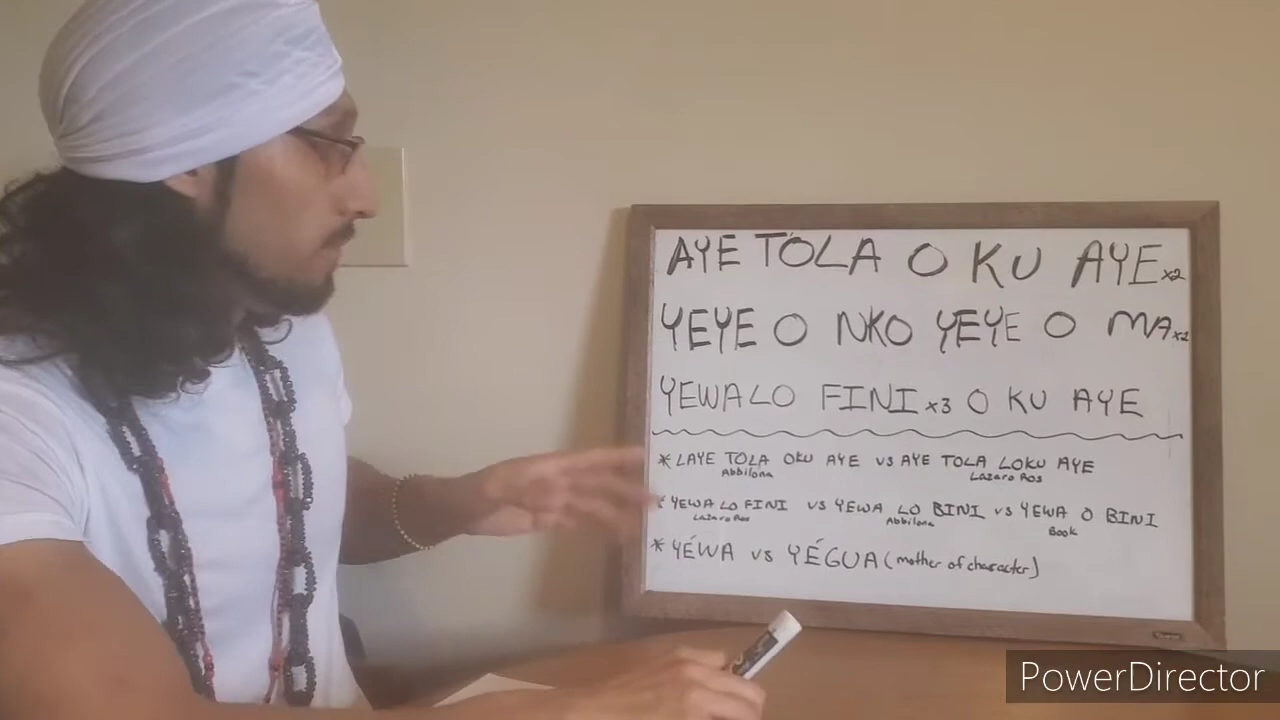 AYE TÓLA O KU AYE x2
YEYE O NKO YEYE O MA x2
YEWALO FINI x3 O KU AYE
* LAYE TOLA OKU AYE VS AYE TOLA LOKU AYE
Abbilona Lazaro Ros
* YEWA LO FINI VS YEWA LO BINI VS YEWA O BINI
Lazaro Ros Abbilona Book
* YÉWA VS YÉGUA (mother of character)
PowerDirector